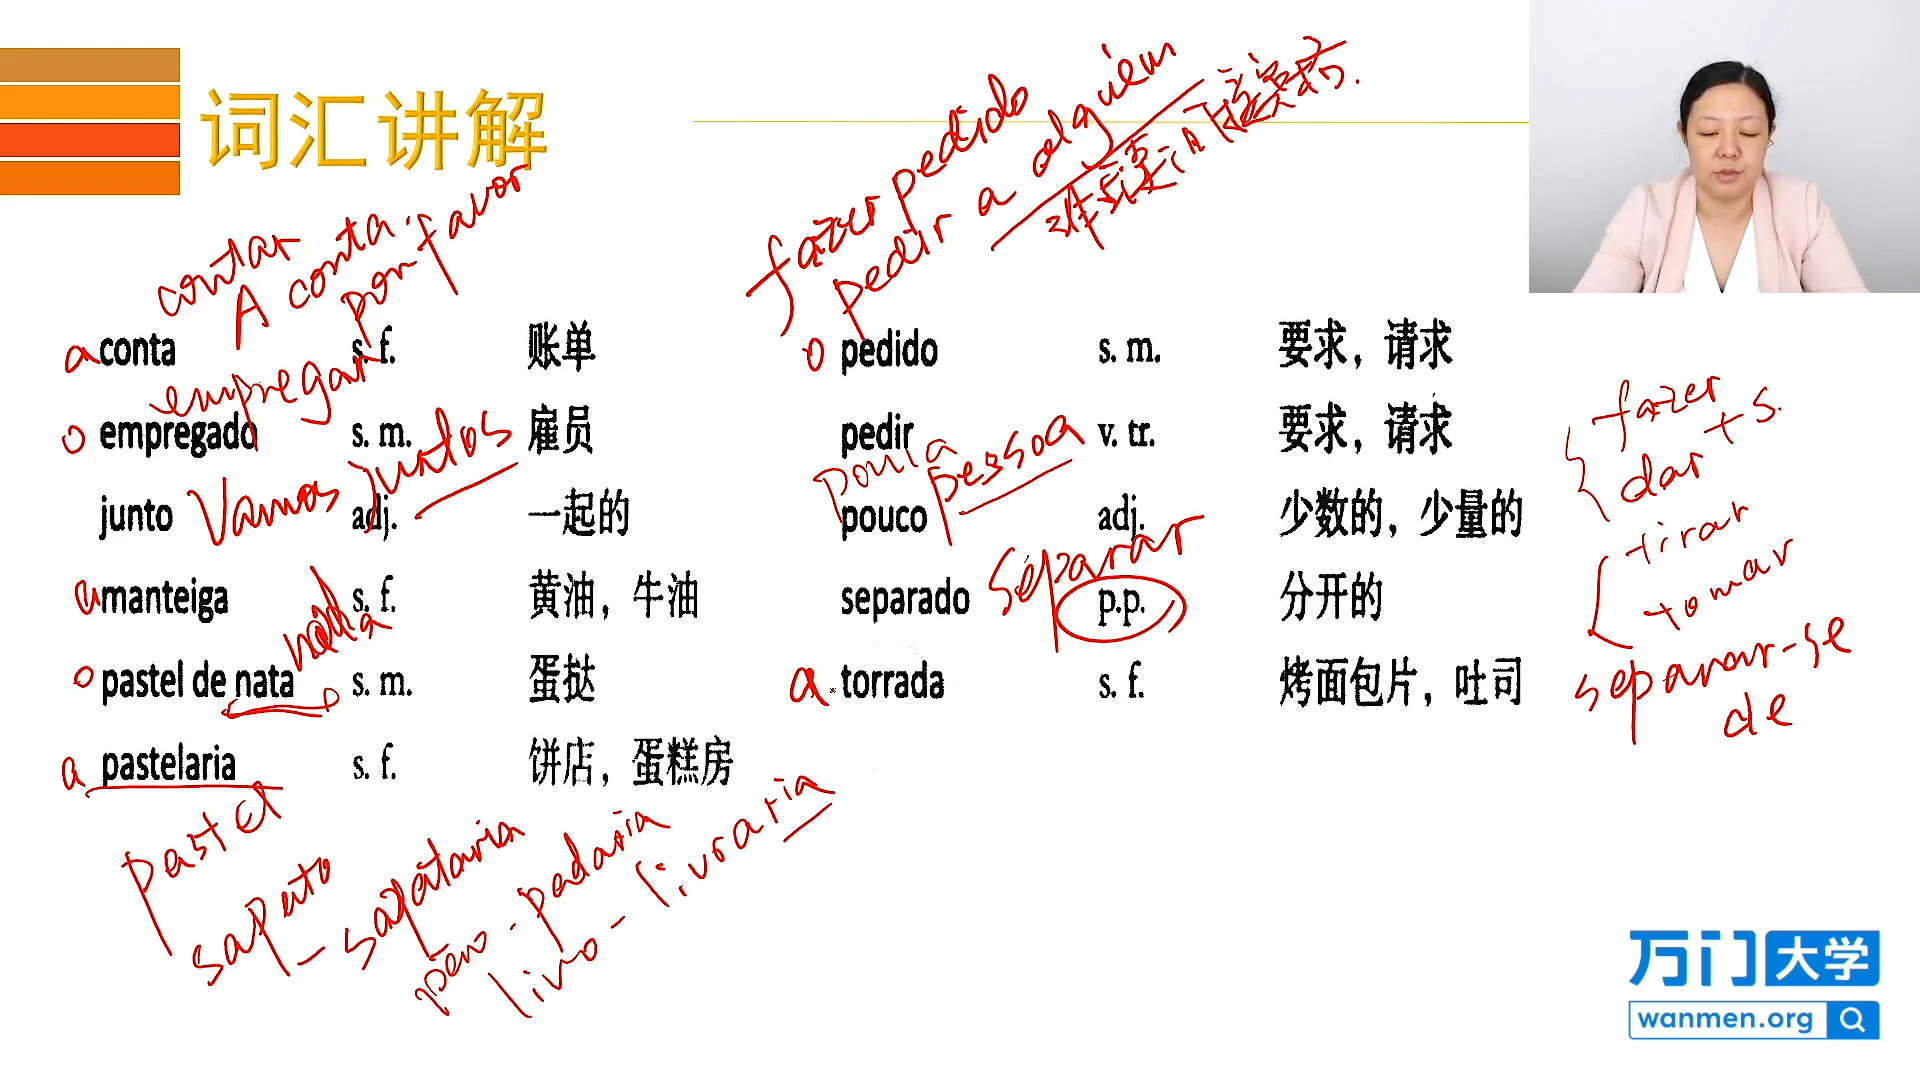 词汇讲解
fazer pedido
pedir a alguém
contar
A conta.
por favor
a conta s. f. 账单
empregar
o empregado s. m. 雇员
junto adj. 一起的
Vamos juntos
a manteiga s. f. 黄油，牛油
nata
o pastel de nata s. m. 蛋挞
a pastelaria s. f. 饼店，蛋糕房
pastel
sapato - sapataria
pão - padaria
livro - livraria
o pedido s. m. 要求，请求
pedir v. tr. 要求，请求
pessoa
pouco adj. 少数的，少量的
separar
separado p.p. 分开的
a torrada s. f. 烤面包片，吐司
fazer
dar + s.
tirar
tomar
separar-se
de
万门大学
wanmen.org